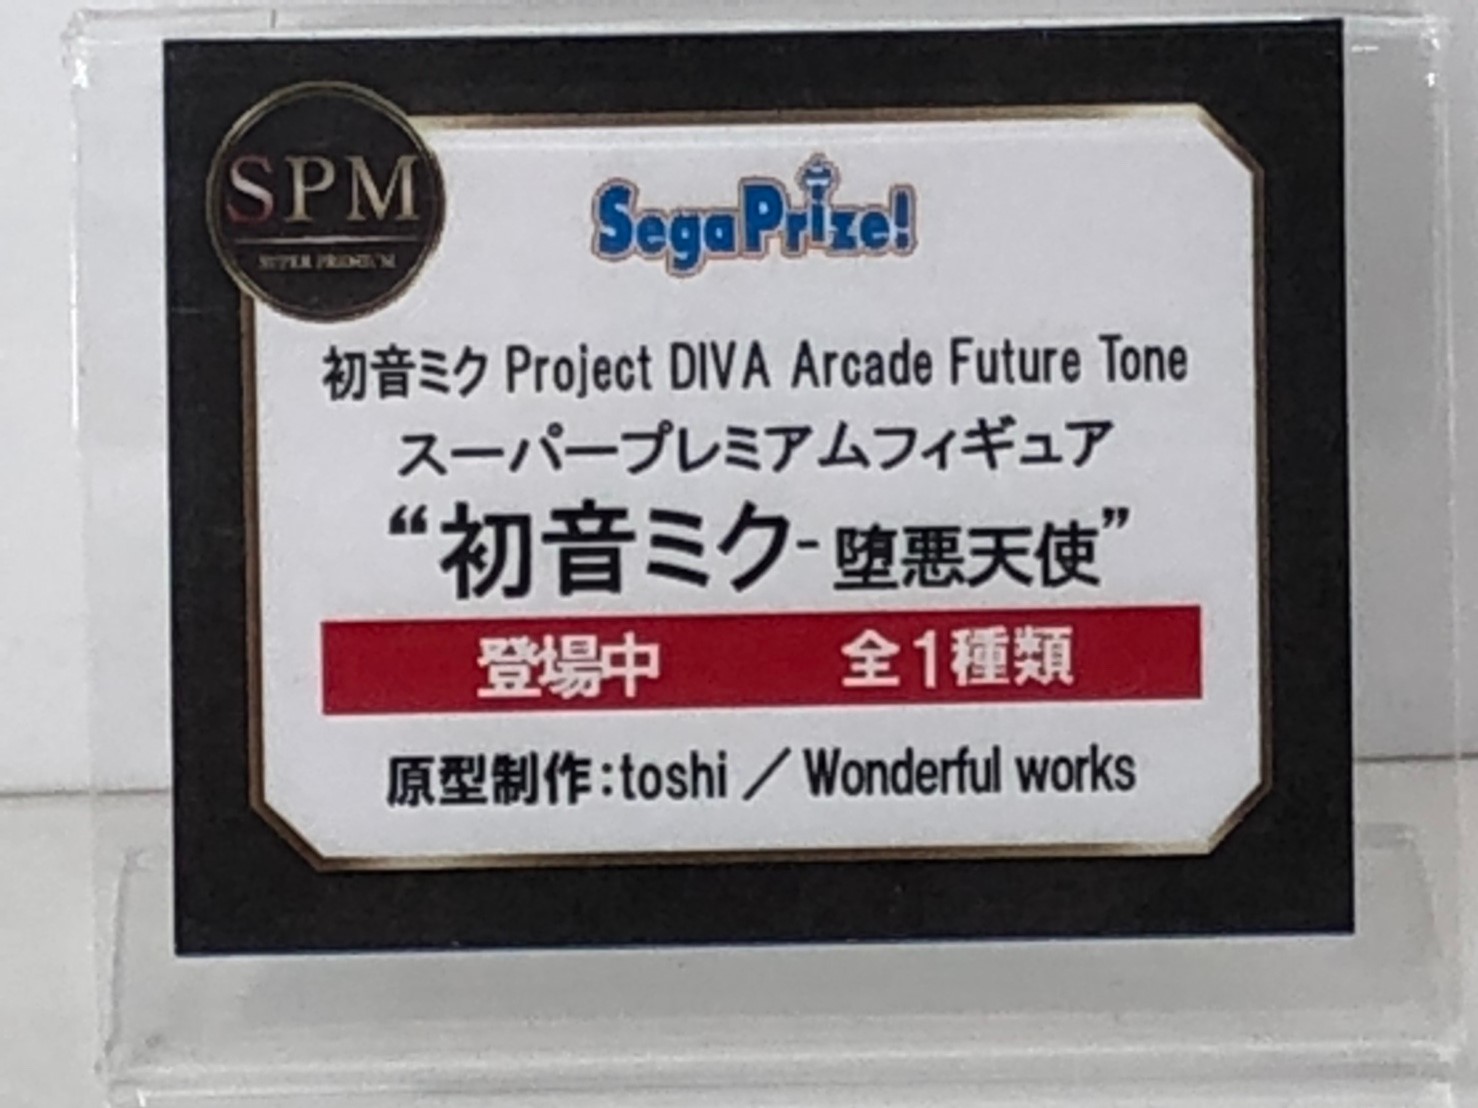 SPM
SUPER PREMIUM
SegaPrize!
初音ミク Project DIVA Arcade Future Tone
スーパープレミアムフィギュア
“初音ミク-堕悪天使”
登場中 全1種類
原型制作:toshi／Wonderful works